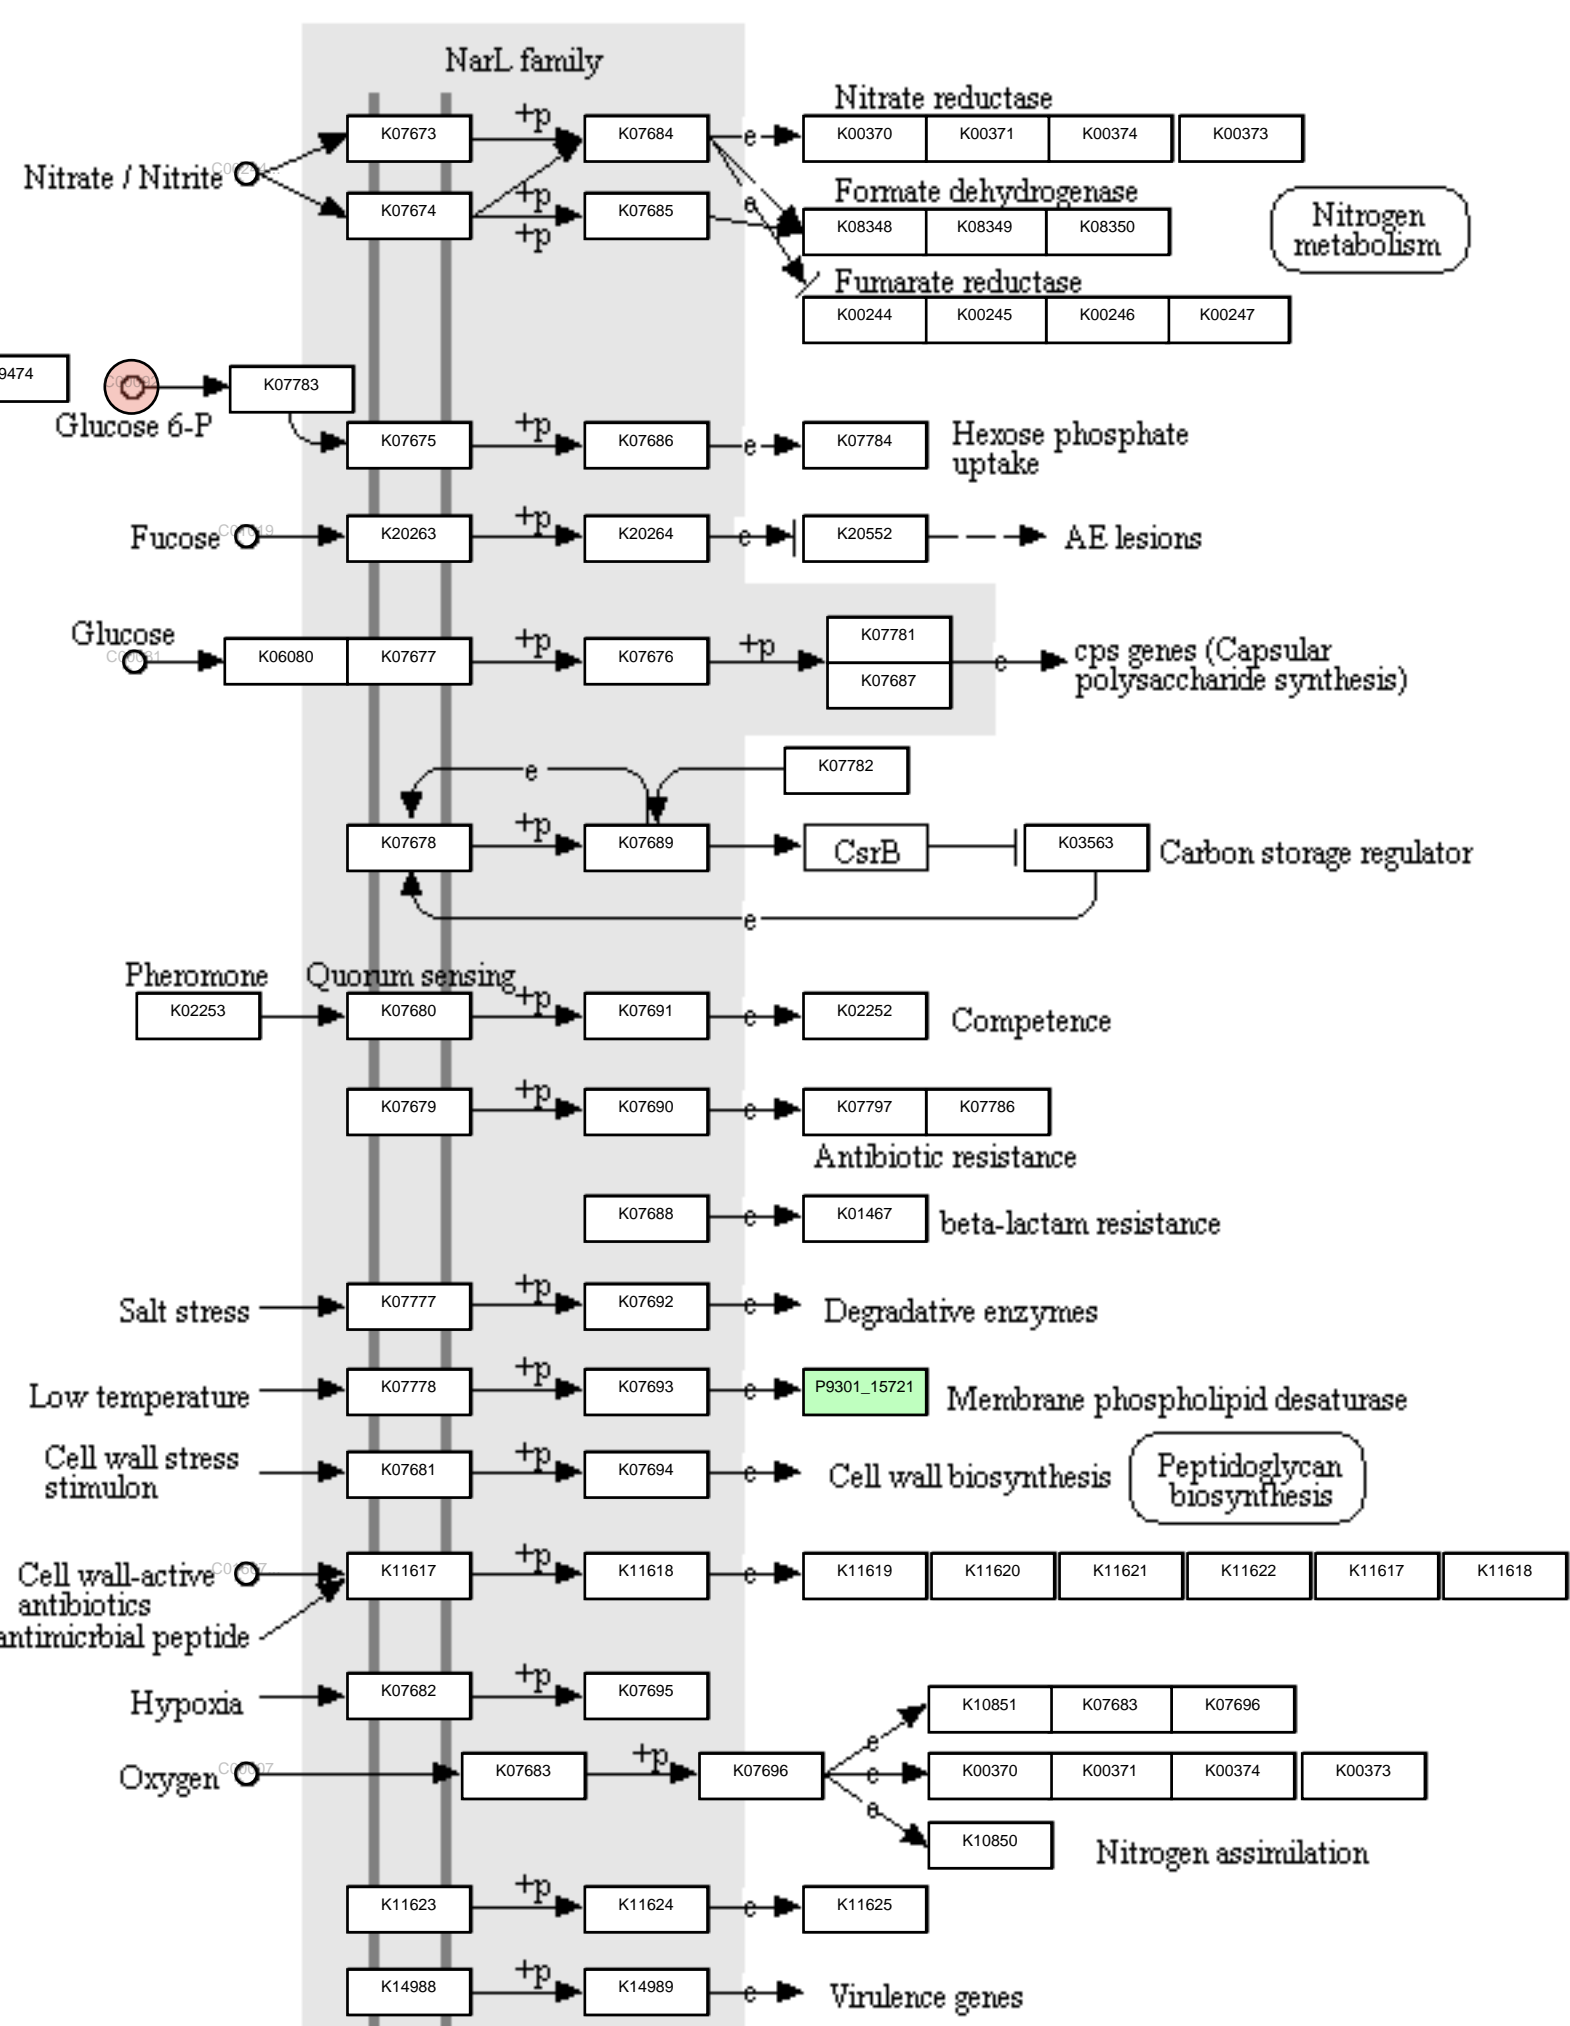 NarL family
Nitrate / Nitrite
K07673
+p
K07684
e
Nitrate reductase
K00370 K00371 K00374 K00373
K07674
+p
+p
K07685
e
Formate dehydrogenase
K08348 K08349 K08350
Nitrogen
metabolism
Fumarate reductase
K00244 K00245 K00246 K00247
9474
Glucose 6-P
K07783
K07675
+p
K07686
e
K07784
Hexose phosphate
uptake
Fucose
K20263
+p
K20264
e
K20552
AE lesions
Glucose
K06080 K07677
+p
K07676
+p
K07781
K07687
e
cps genes (Capsular
polysaccharide synthesis)
e
K07782
K07678
+p
K07689
CsrB
K03563
Carbon storage regulator
e
Pheromone
Quorum sensing
K02253
K07680
+p
K07691
e
K02252
Competence
K07679
+p
K07690
e
K07797 K07786
Antibiotic resistance
K07688
e
K01467
beta-lactam resistance
Salt stress
K07777
+p
K07692
e
Degradative enzymes
Low temperature
K07778
+p
K07693
e
P9301_15721
Membrane phospholipid desaturase
Cell wall stress
stimulon
K07681
+p
K07694
e
Cell wall biosynthesis
Peptidoglycan
biosynthesis
Cell wall-active
antibiotics
antimicrbial peptide
K11617
+p
K11618
e
K11619 K11620 K11621 K11622 K11617 K11618
Hypoxia
K07682
+p
K07695
Oxygen
K07683
+p
K07696
e
K10851 K07683 K07696
e
K00370 K00371 K00374 K00373
e
K10850
Nitrogen assimilation
K11623
+p
K11624
e
K11625
K14988
+p
K14989
e
Virulence genes